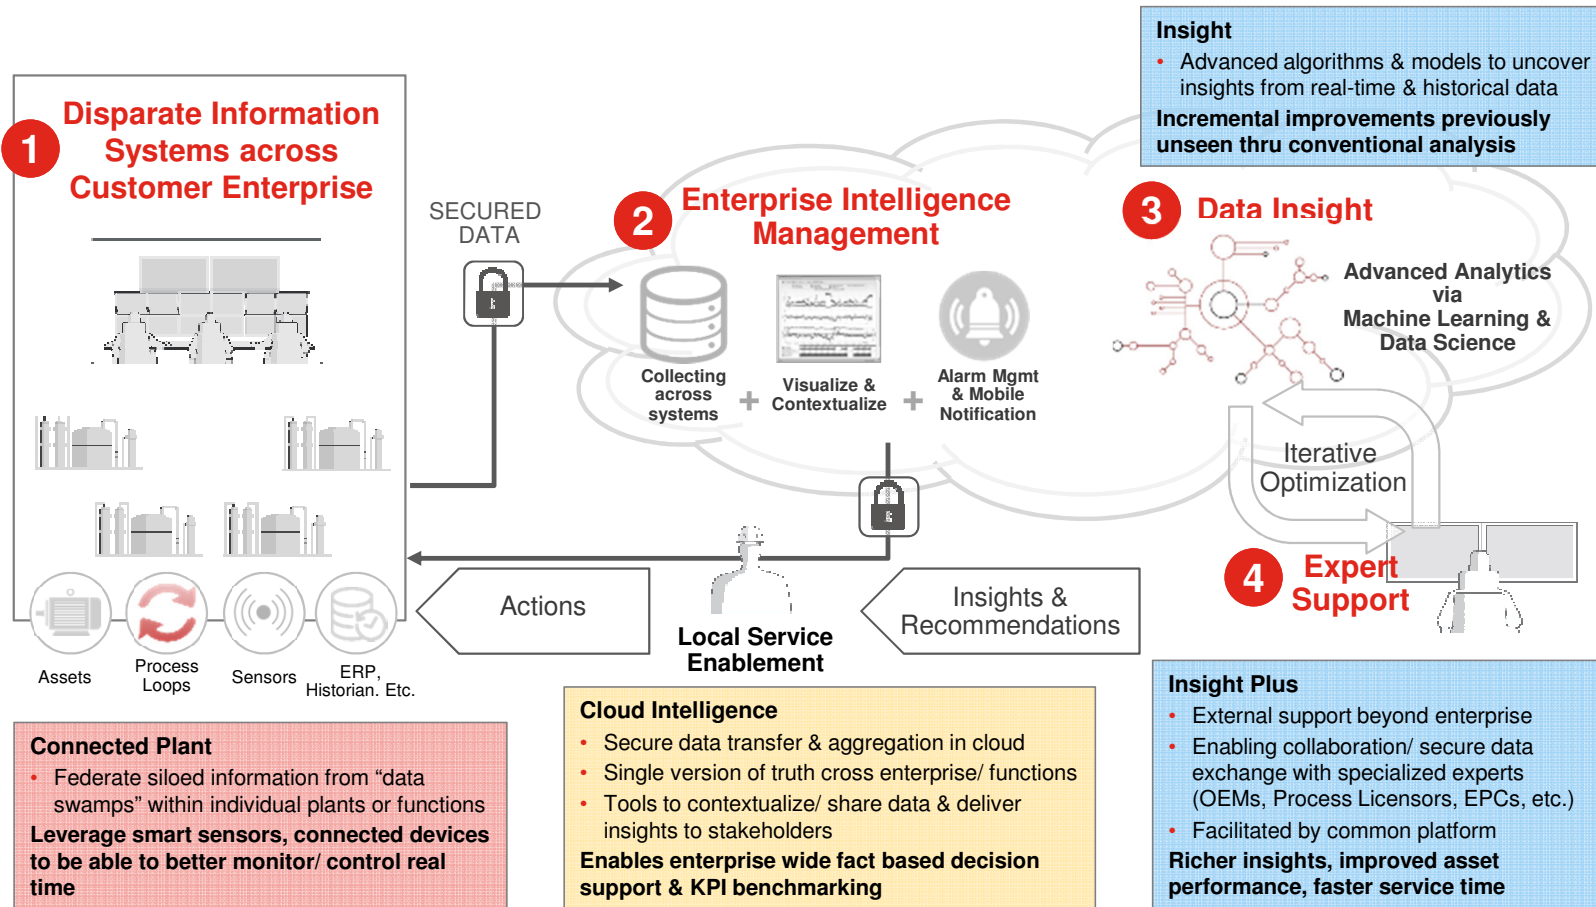 Insight
• Advanced algorithms & models to uncover
insights from real-time & historical data
Incremental improvements previously
unseen thru conventional analysis
1
Disparate Information
Systems across
Customer Enterprise
SECURED
DATA
2
Enterprise Intelligence
Management
3
Data Insight
Collecting
across
systems
+
Visualize &
Contextualize
+
Alarm Mgmt
& Mobile
Notification
Advanced Analytics
via
Machine Learning &
Data Science
Iterative
Optimization
4
Expert
Support
Actions
Insights &
Recommendations
Local Service
Enablement
Assets
Process
Loops
Sensors
ERP,
Historian. Etc.
Connected Plant
• Federate siloed information from “data
swamps” within individual plants or functions
Leverage smart sensors, connected devices
to be able to better monitor/ control real
time
Cloud Intelligence
• Secure data transfer & aggregation in cloud
• Single version of truth cross enterprise/ functions
• Tools to contextualize/ share data & deliver
insights to stakeholders
Enables enterprise wide fact based decision
support & KPI benchmarking
Insight Plus
• External support beyond enterprise
• Enabling collaboration/ secure data
exchange with specialized experts
(OEMs, Process Licensors, EPCs, etc.)
• Facilitated by common platform
Richer insights, improved asset
performance, faster service time